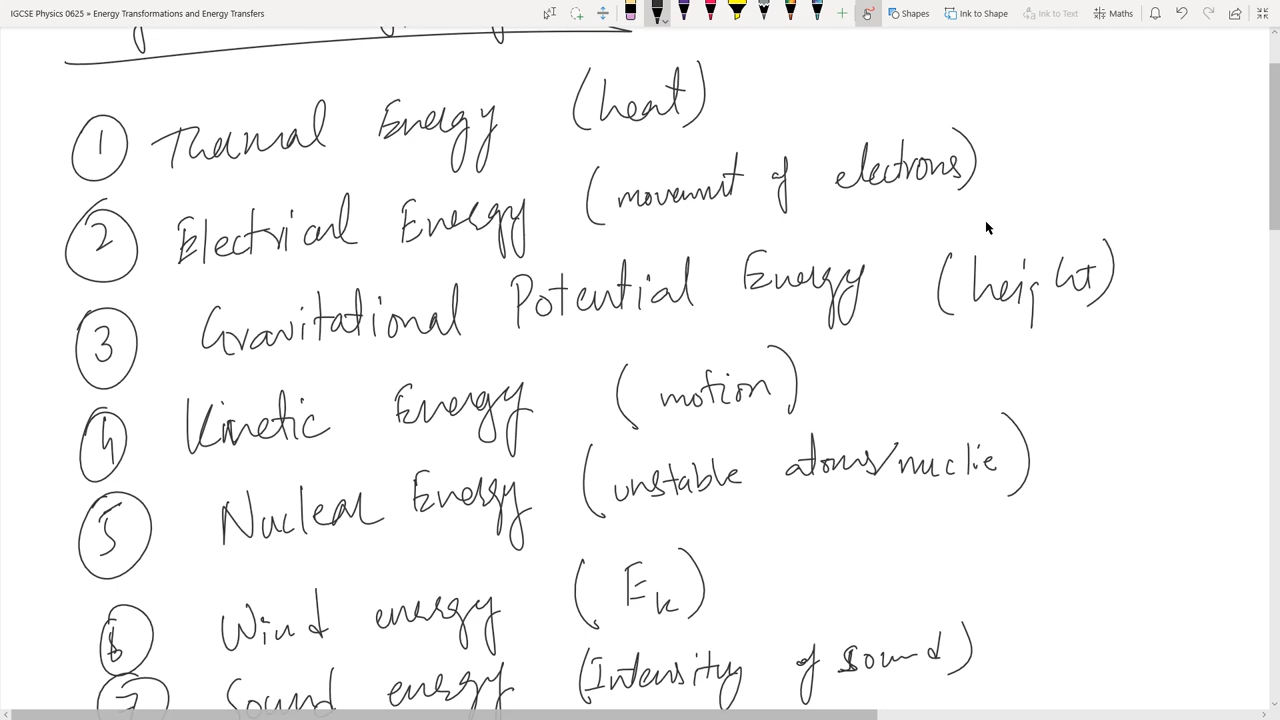 IGCSE Physics 0625 » Energy Transformations and Energy Transfers
Shapes Ink to Shape Ink to Text Maths
1 Thermal Energy (heat)
2 Electrical Energy (movemnt of electrons)
3 Gravitational Potential Energy (height)
4 Kinetic Energy (motion)
5 Nuclear Energy (unstable atoms/nuclie)
6 Wind energy (Ek)
7 Sound energy (Intensity of sound)